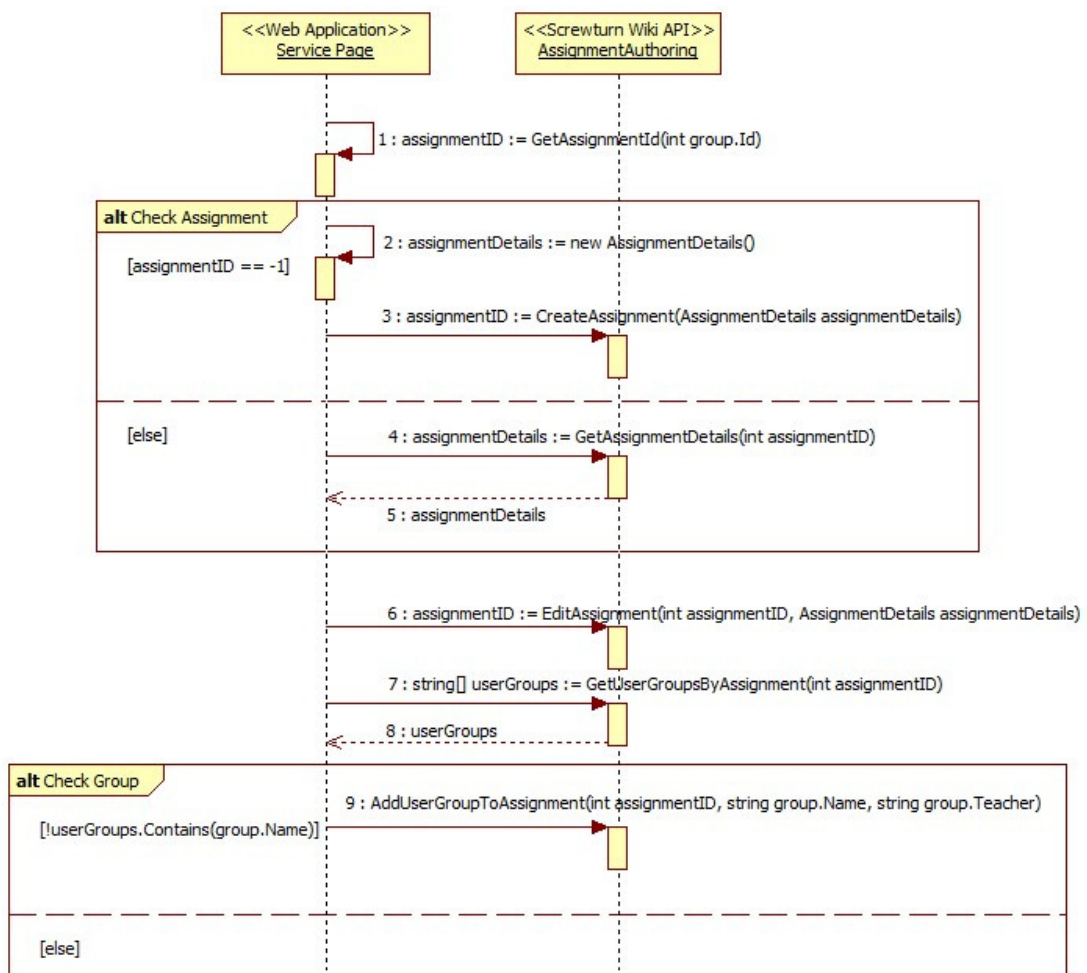 <<Web Application>>
Service Page
<<Screwturn Wiki API>>
AssignmentAuthoring
1 : assignmentID := GetAssignmentId(int group.Id)
alt Check Assignment
2 : assignmentDetails := new AssignmentDetails()
[assignmentID == -1]
3 : assignmentID := CreateAssignment(AssignmentDetails assignmentDetails)
[else]
4 : assignmentDetails := GetAssignmentDetails(int assignmentID)
5 : assignmentDetails
6 : assignmentID := EditAssignment(int assignmentID, AssignmentDetails assignmentDetails)
7 : string[] userGroups := GetUserGroupsByAssignment(int assignmentID)
8 : userGroups
alt Check Group
9 : AddUserGroupToAssignment(int assignmentID, string group.Name, string group.Teacher)
[!userGroups.Contains(group.Name)]
[else]